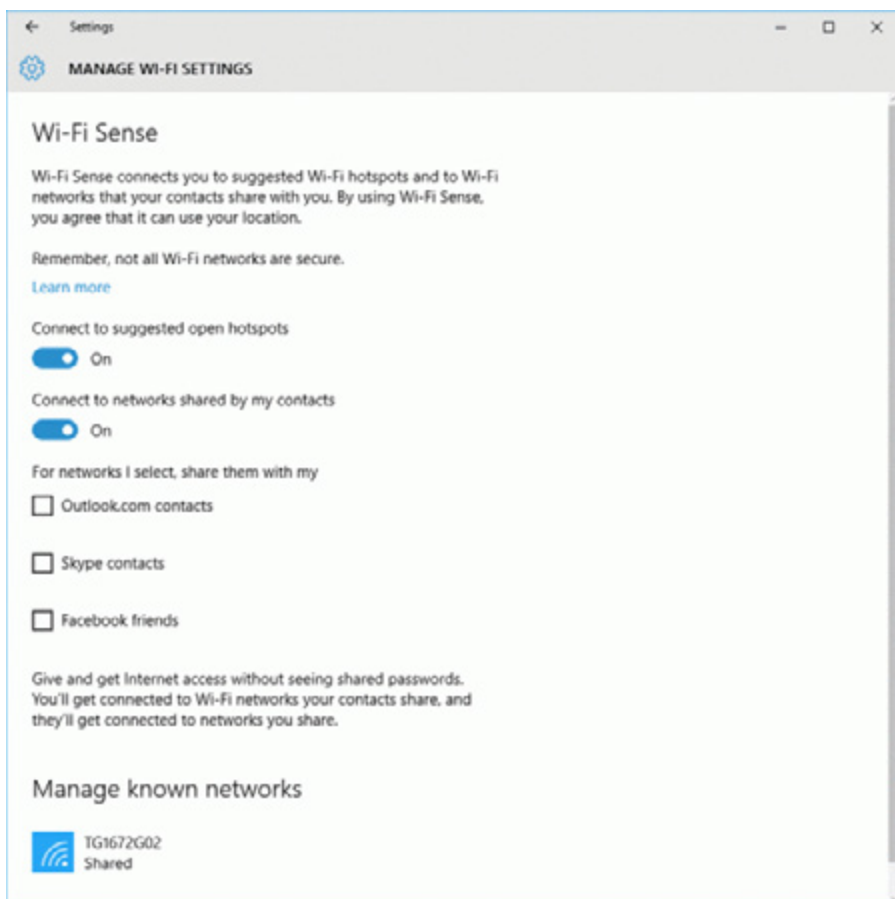 Settings
MANAGE WI-FI SETTINGS
Wi-Fi Sense
Wi-Fi Sense connects you to suggested Wi-Fi hotspots and to Wi-Fi
networks that your contacts share with you. By using Wi-Fi Sense,
you agree that it can use your location.
Remember, not all Wi-Fi networks are secure.
Learn more
Connect to suggested open hotspots
On
Connect to networks shared by my contacts
On
For networks I select, share them with my
Outlook.com contacts
Skype contacts
Facebook friends
Give and get Internet access without seeing shared passwords.
You'll get connected to Wi-Fi networks your contacts share, and
they'll get connected to networks you share.
Manage known networks
TG1672G02
Shared